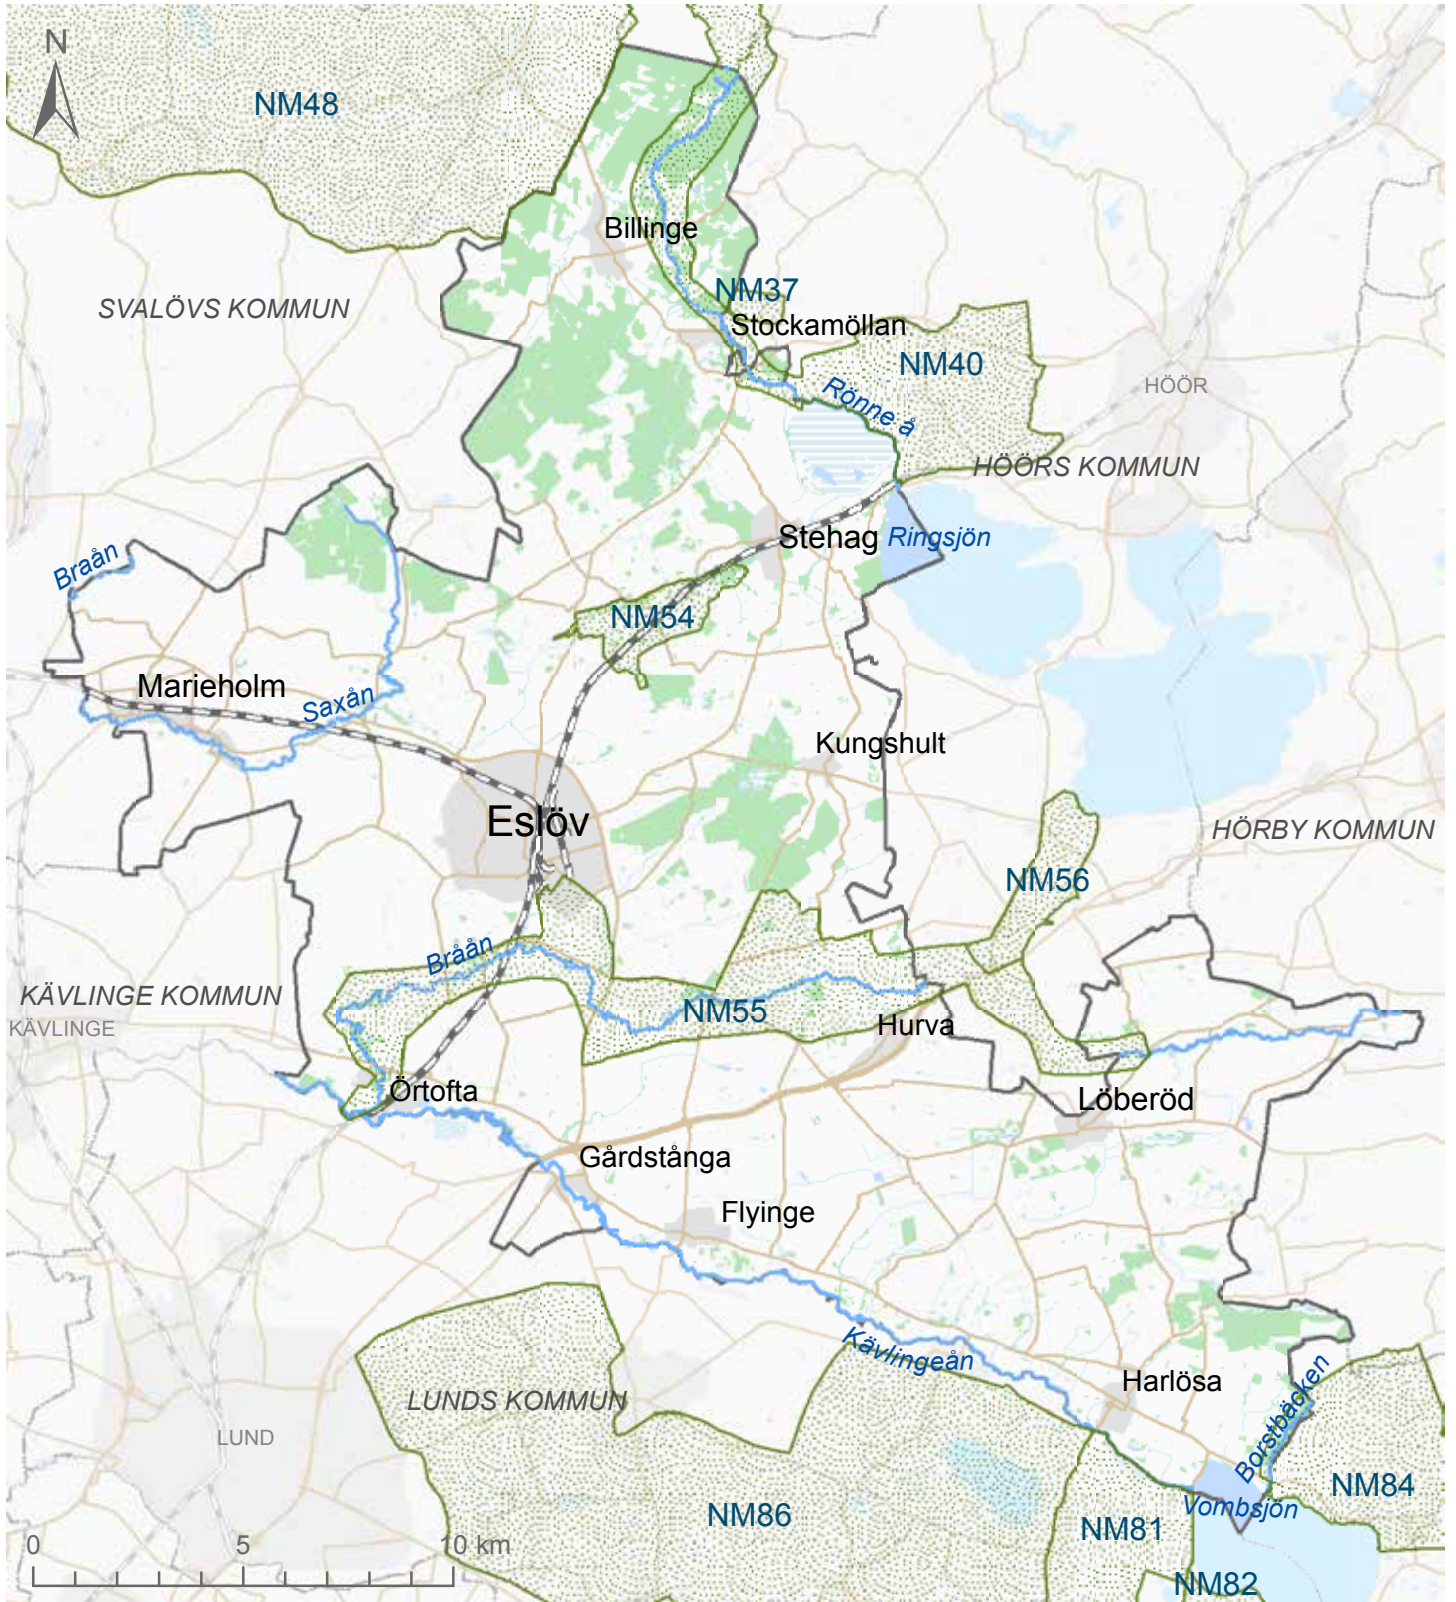 N
NM48
Billinge
NM37
SVALÖVS KOMMUN
Stockamöllan
NM40
HÖÖR
Rönne å
HÖÖRS KOMMUN
Stehag
Ringsjön
Braån
NM54
Marieholm
Saxån
Kungshult
Eslöv
HÖRBY KOMMUN
NM56
Bråån
KÄVLINGE KOMMUN
NM55
KÄVLINGE
Hurva
Örtofta
Löberöd
Gårdstånga
Flyinge
Kävlingeån
Harlösa
LUNDS KOMMUN
Borstbäcken
LUND
NM84
NM86
Vombsjön
NM81
0 5 10 km
NM82